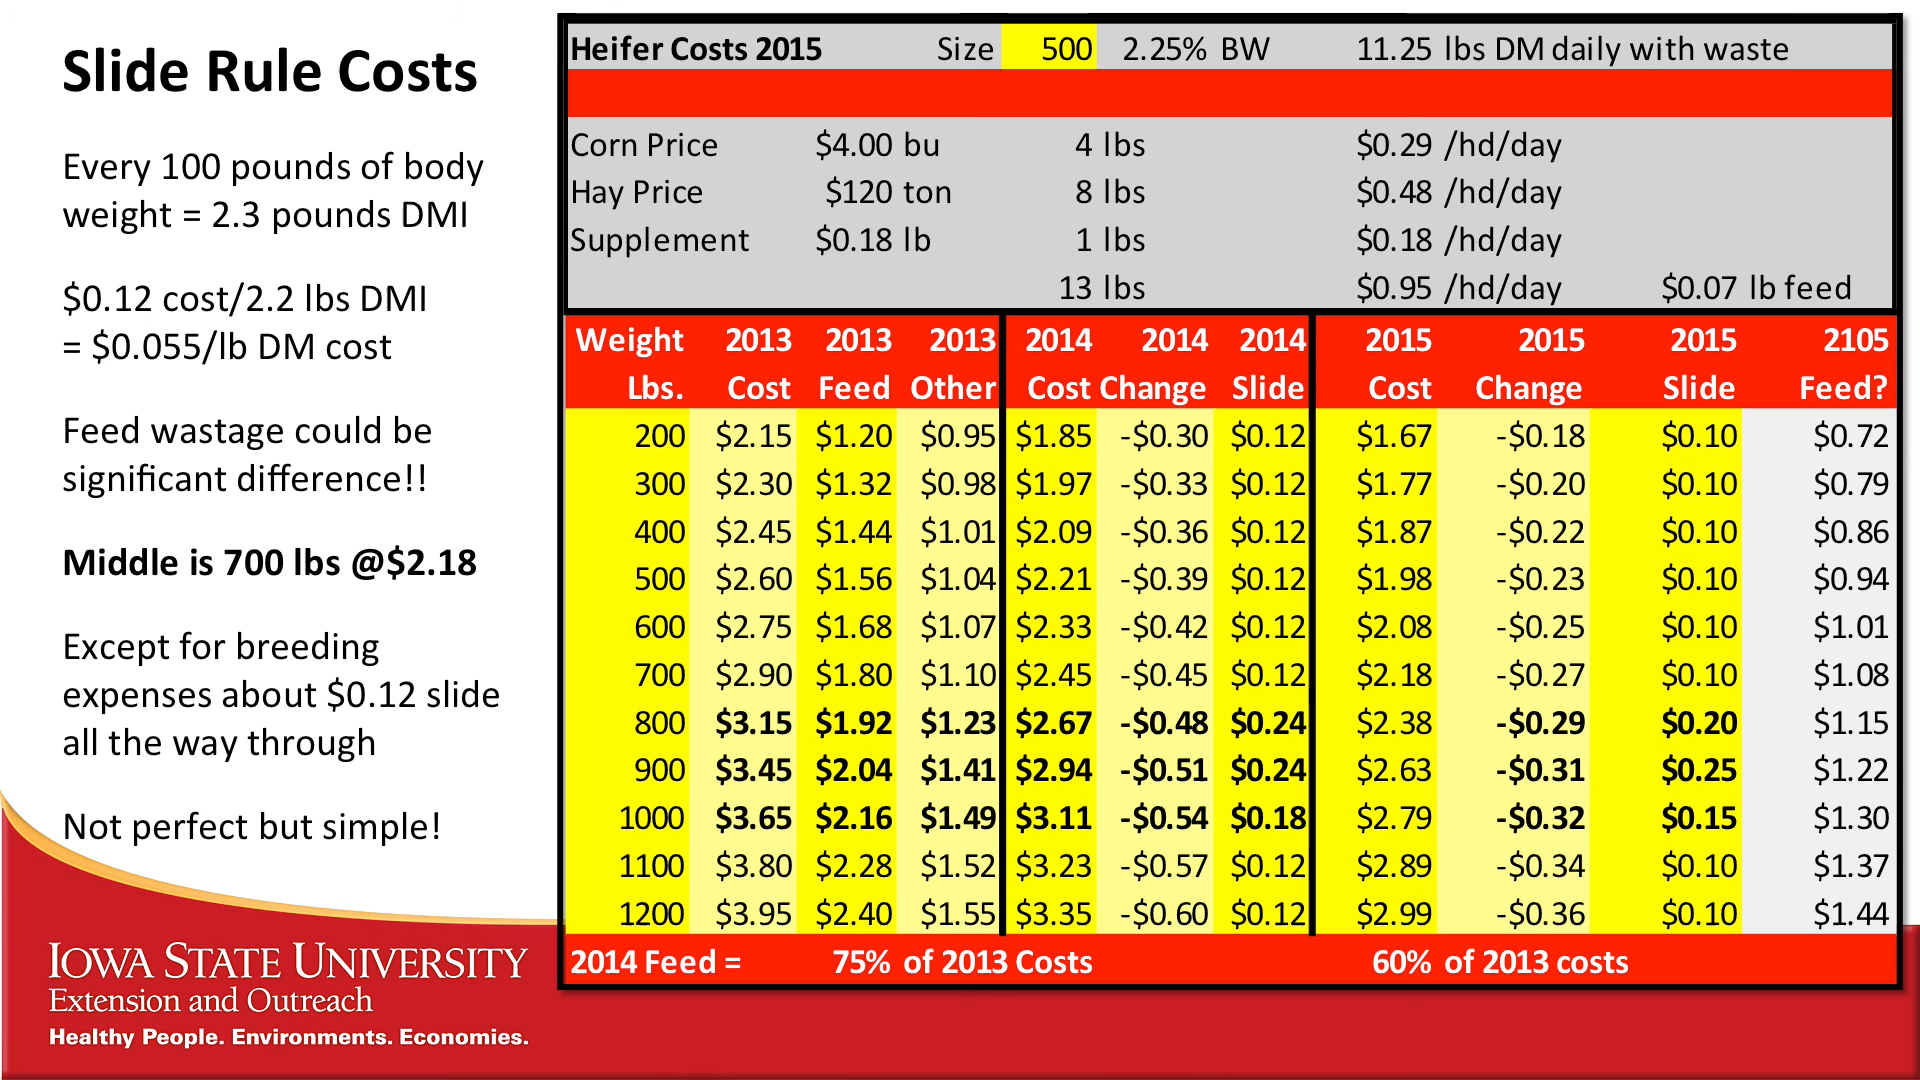 Slide Rule Costs
Every 100 pounds of body
weight = 2.3 pounds DMI
$0.12 cost/2.2 lbs DMI
= $0.055/lb DM cost
Feed wastage could be
significant difference!!
Middle is 700 lbs @$2.18
Except for breeding
expenses about $0.12 slide
all the way through
Not perfect but simple!
IOWA STATE UNIVERSITY
Extension and Outreach
Healthy People. Environments. Economies.
Heifer Costs 2015 Size 500 2.25% BW 11.25 lbs DM daily with waste
Corn Price $4.00 bu 4 lbs $0.29 /hd/day
Hay Price $120 ton 8 lbs $0.48 /hd/day
Supplement $0.18 lb 1 lbs $0.18 /hd/day
13 lbs $0.95 /hd/day $0.07 lb feed
Weight 2013 2013 2013 2014 2014 2014 2015 2015 2015 2105
Lbs. Cost Feed Other Cost Change Slide Cost Change Slide Feed?
200 $2.15 $1.20 $0.95 $1.85 -$0.30 $0.12 $1.67 -$0.18 $0.10 $0.72
300 $2.30 $1.32 $0.98 $1.97 -$0.33 $0.12 $1.77 -$0.20 $0.10 $0.79
400 $2.45 $1.44 $1.01 $2.09 -$0.36 $0.12 $1.87 -$0.22 $0.10 $0.86
500 $2.60 $1.56 $1.04 $2.21 -$0.39 $0.12 $1.98 -$0.23 $0.10 $0.94
600 $2.75 $1.68 $1.07 $2.33 -$0.42 $0.12 $2.08 -$0.25 $0.10 $1.01
700 $2.90 $1.80 $1.10 $2.45 -$0.45 $0.12 $2.18 -$0.27 $0.10 $1.08
800 $3.15 $1.92 $1.23 $2.67 -$0.48 $0.24 $2.38 -$0.29 $0.20 $1.15
900 $3.45 $2.04 $1.41 $2.94 -$0.51 $0.24 $2.63 -$0.31 $0.25 $1.22
1000 $3.65 $2.16 $1.49 $3.11 -$0.54 $0.18 $2.79 -$0.32 $0.15 $1.30
1100 $3.80 $2.28 $1.52 $3.23 -$0.57 $0.12 $2.89 -$0.34 $0.10 $1.37
1200 $3.95 $2.40 $1.55 $3.35 -$0.60 $0.12 $2.99 -$0.36 $0.10 $1.44
2014 Feed = 75% of 2013 Costs 60% of 2013 costs